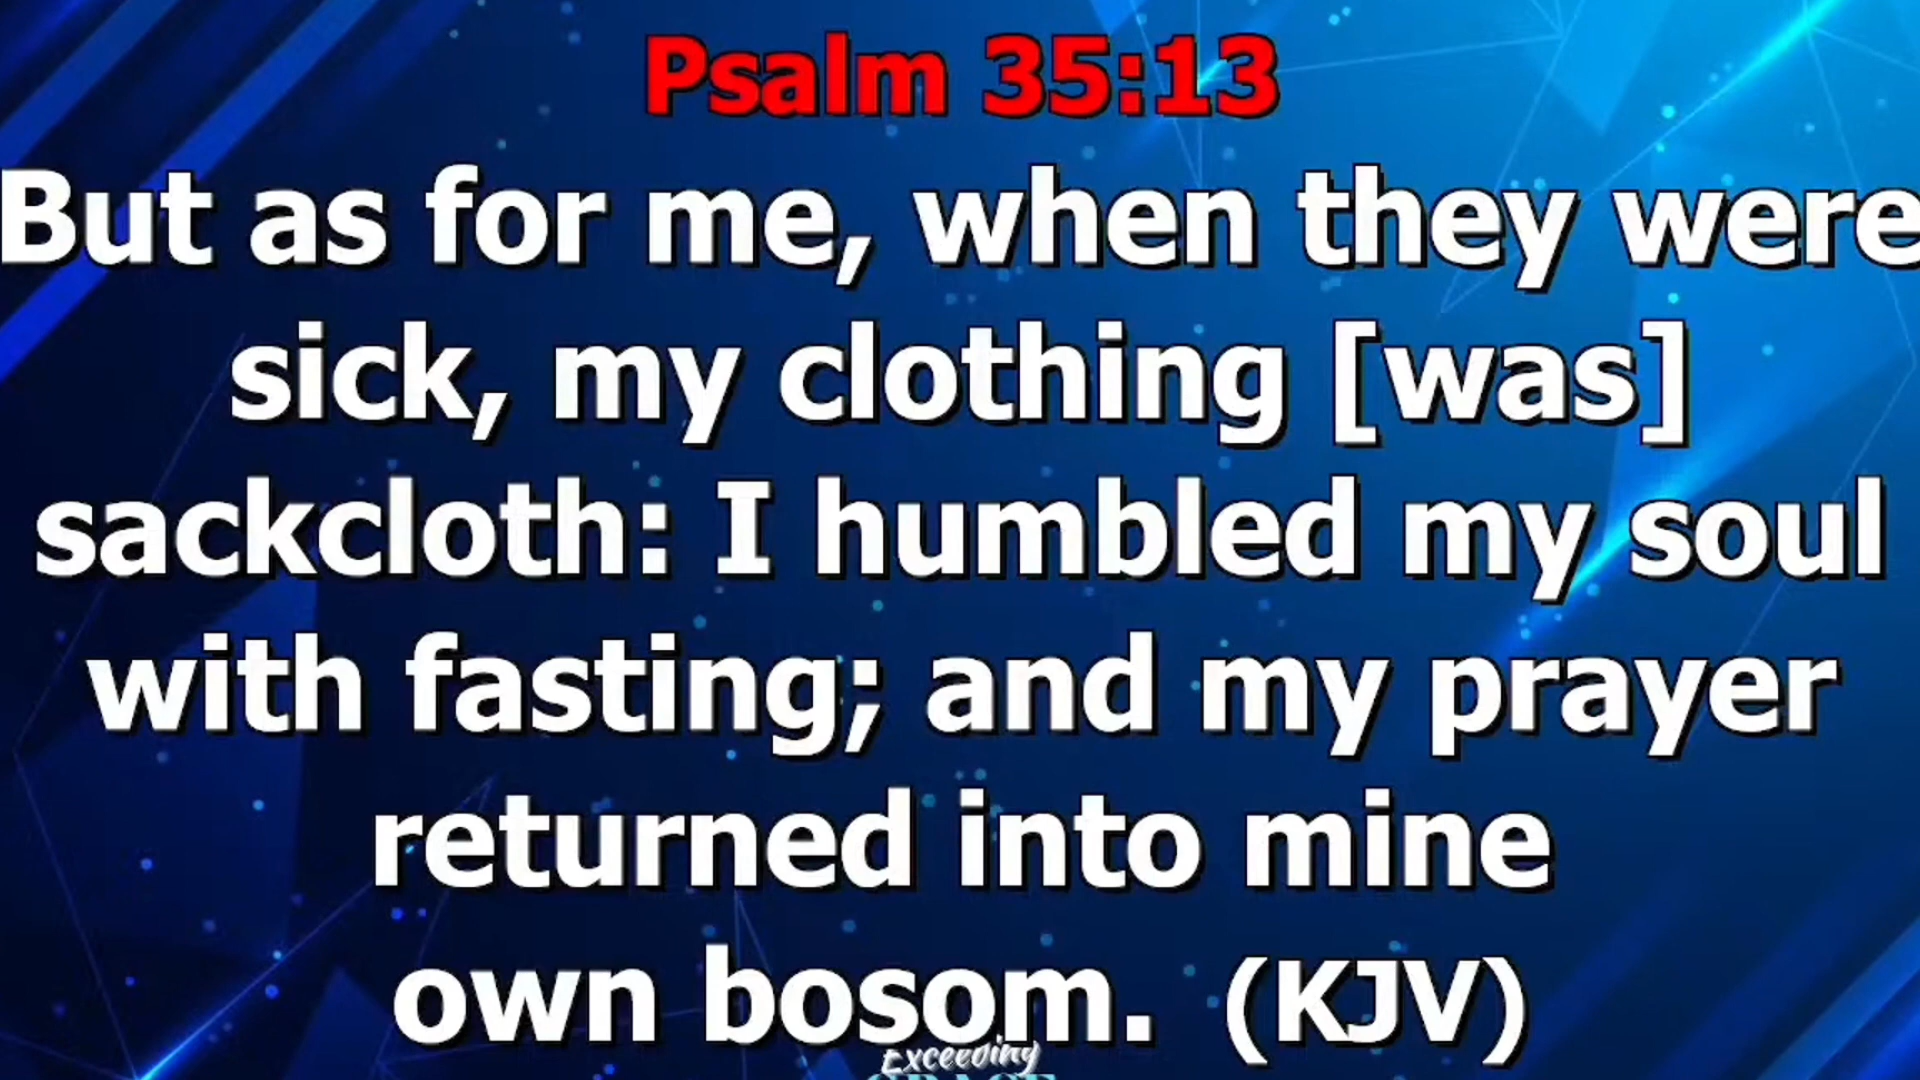 Psalm 35:13
But as for me, when they were
sick, my clothing [was]
sackcloth: I humbled my soul
with fasting; and my prayer
returned into mine
own bosom. (KJV)
Exceeding
GRACE